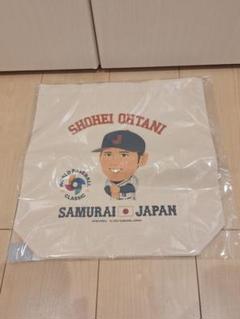 SHOHEI OHTANI
J
WORLD BASEBALL
CLASSIC
SAMURAI JAPAN